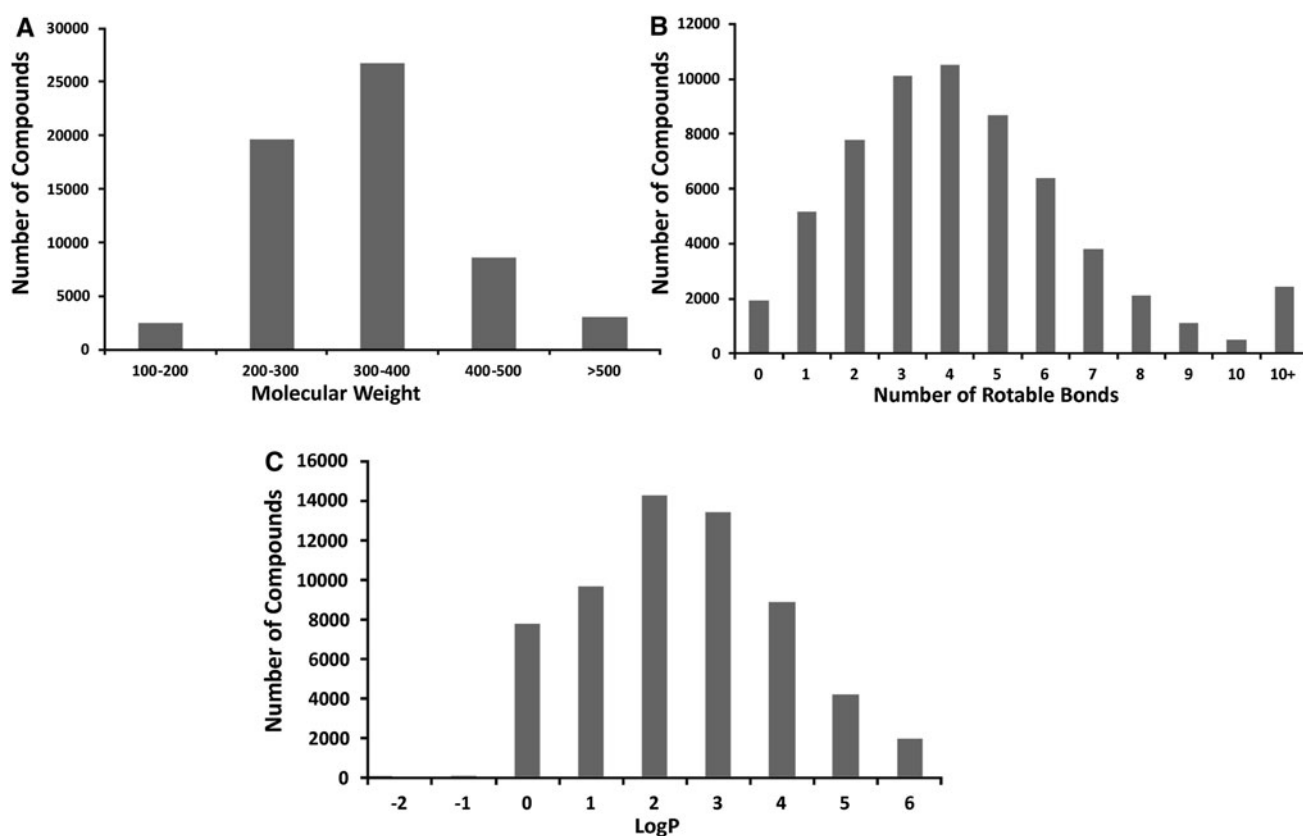 A
Number of Compounds
30000
25000
20000
15000
10000
5000
0
100-200 200-300 300-400 400-500 >500
Molecular Weight
B
Number of Compounds
12000
10000
8000
6000
4000
2000
0
0 1 2 3 4 5 6 7 8 9 10 10+
Number of Rotable Bonds
C
Number of Compounds
16000
14000
12000
10000
8000
6000
4000
2000
0
-2 -1 0 1 2 3 4 5 6
LogP